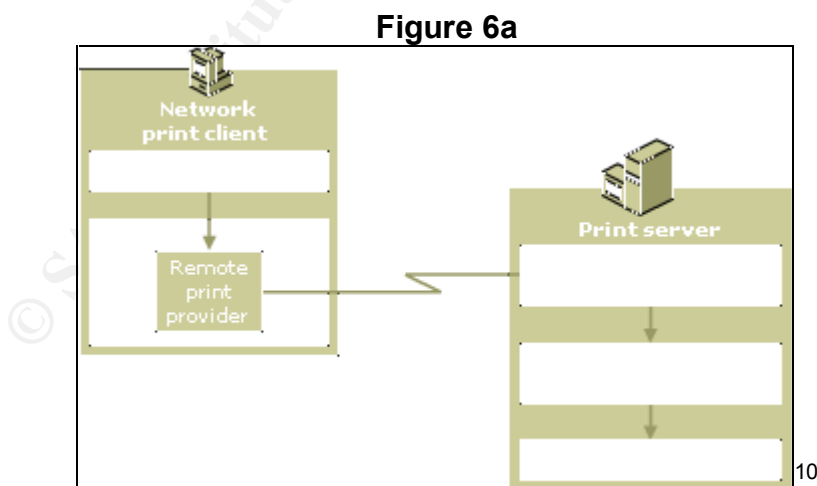 Figure 6a
Network
print client
Print server
Remote
print
provider
10